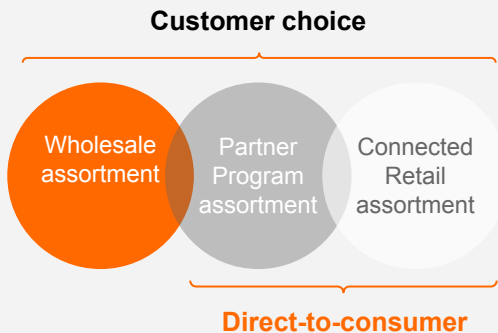 Customer choice
Wholesale
assortment
Partner
Program
assortment
Connected
Retail
assortment
Direct-to-consumer